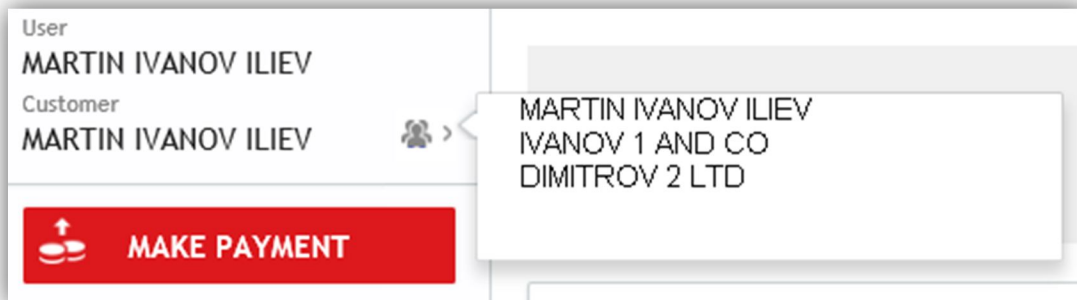 User
MARTIN IVANOV ILIEV
Customer
MARTIN IVANOV ILIEV
MAKE PAYMENT
MARTIN IVANOV ILIEV
IVANOV 1 AND CO
DIMITROV 2 LTD